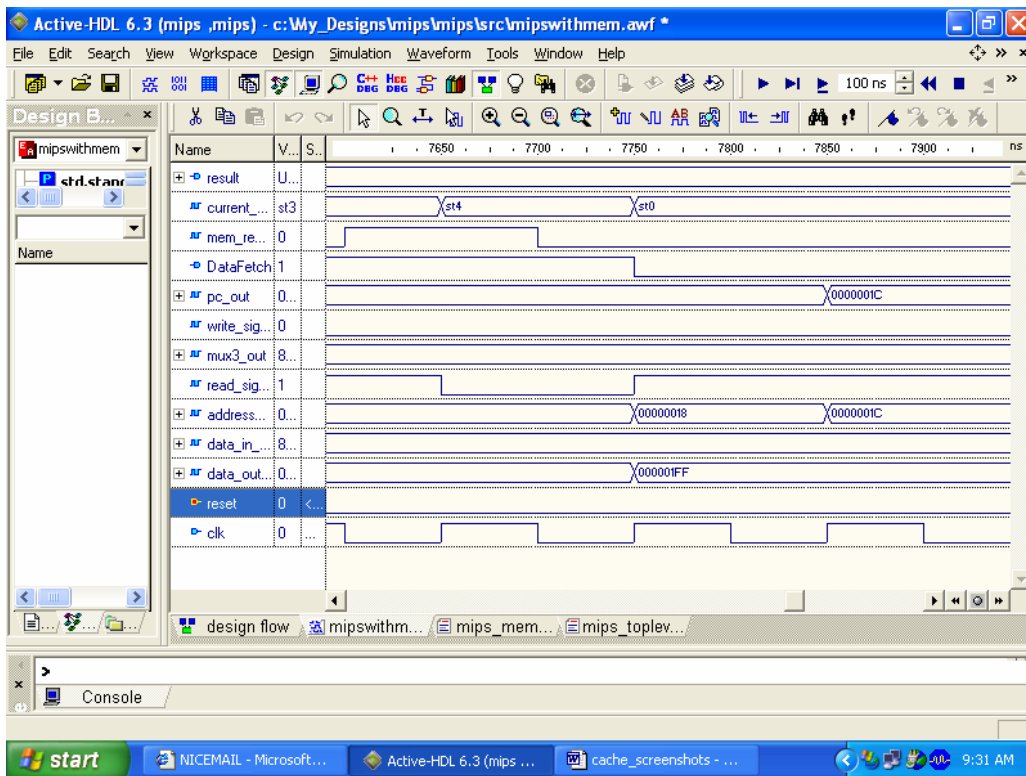 Active-HDL 6.3 (mips ,mips) - c:\My_Designs\mips\mips\src\mipswithmem.awf *
File Edit Search View Workspace Design Simulation Waveform Tools Window Help
100 ns
Design B...
mipswithmem
std.stanc
Name
Name V... S.. 7650 7700 7750 7800 7850 7900 ns
result U...
current_... st3 st4 st0
mem_re... 0
DataFetch 1
pc_out 0... 0000001C
write_sig... 0
mux3_out 8...
read_sig... 1
address... 0... 00000018 0000001C
data_in_... 8...
data_out... 0... 000001FF
reset 0 <...
clk 0 ...
design flow mipswithm... mips_mem... mips_toplev...
>
Console
start NICEMAIL - Microsoft... Active-HDL 6.3 (mips ... cache_screenshots - ... 9:31 AM